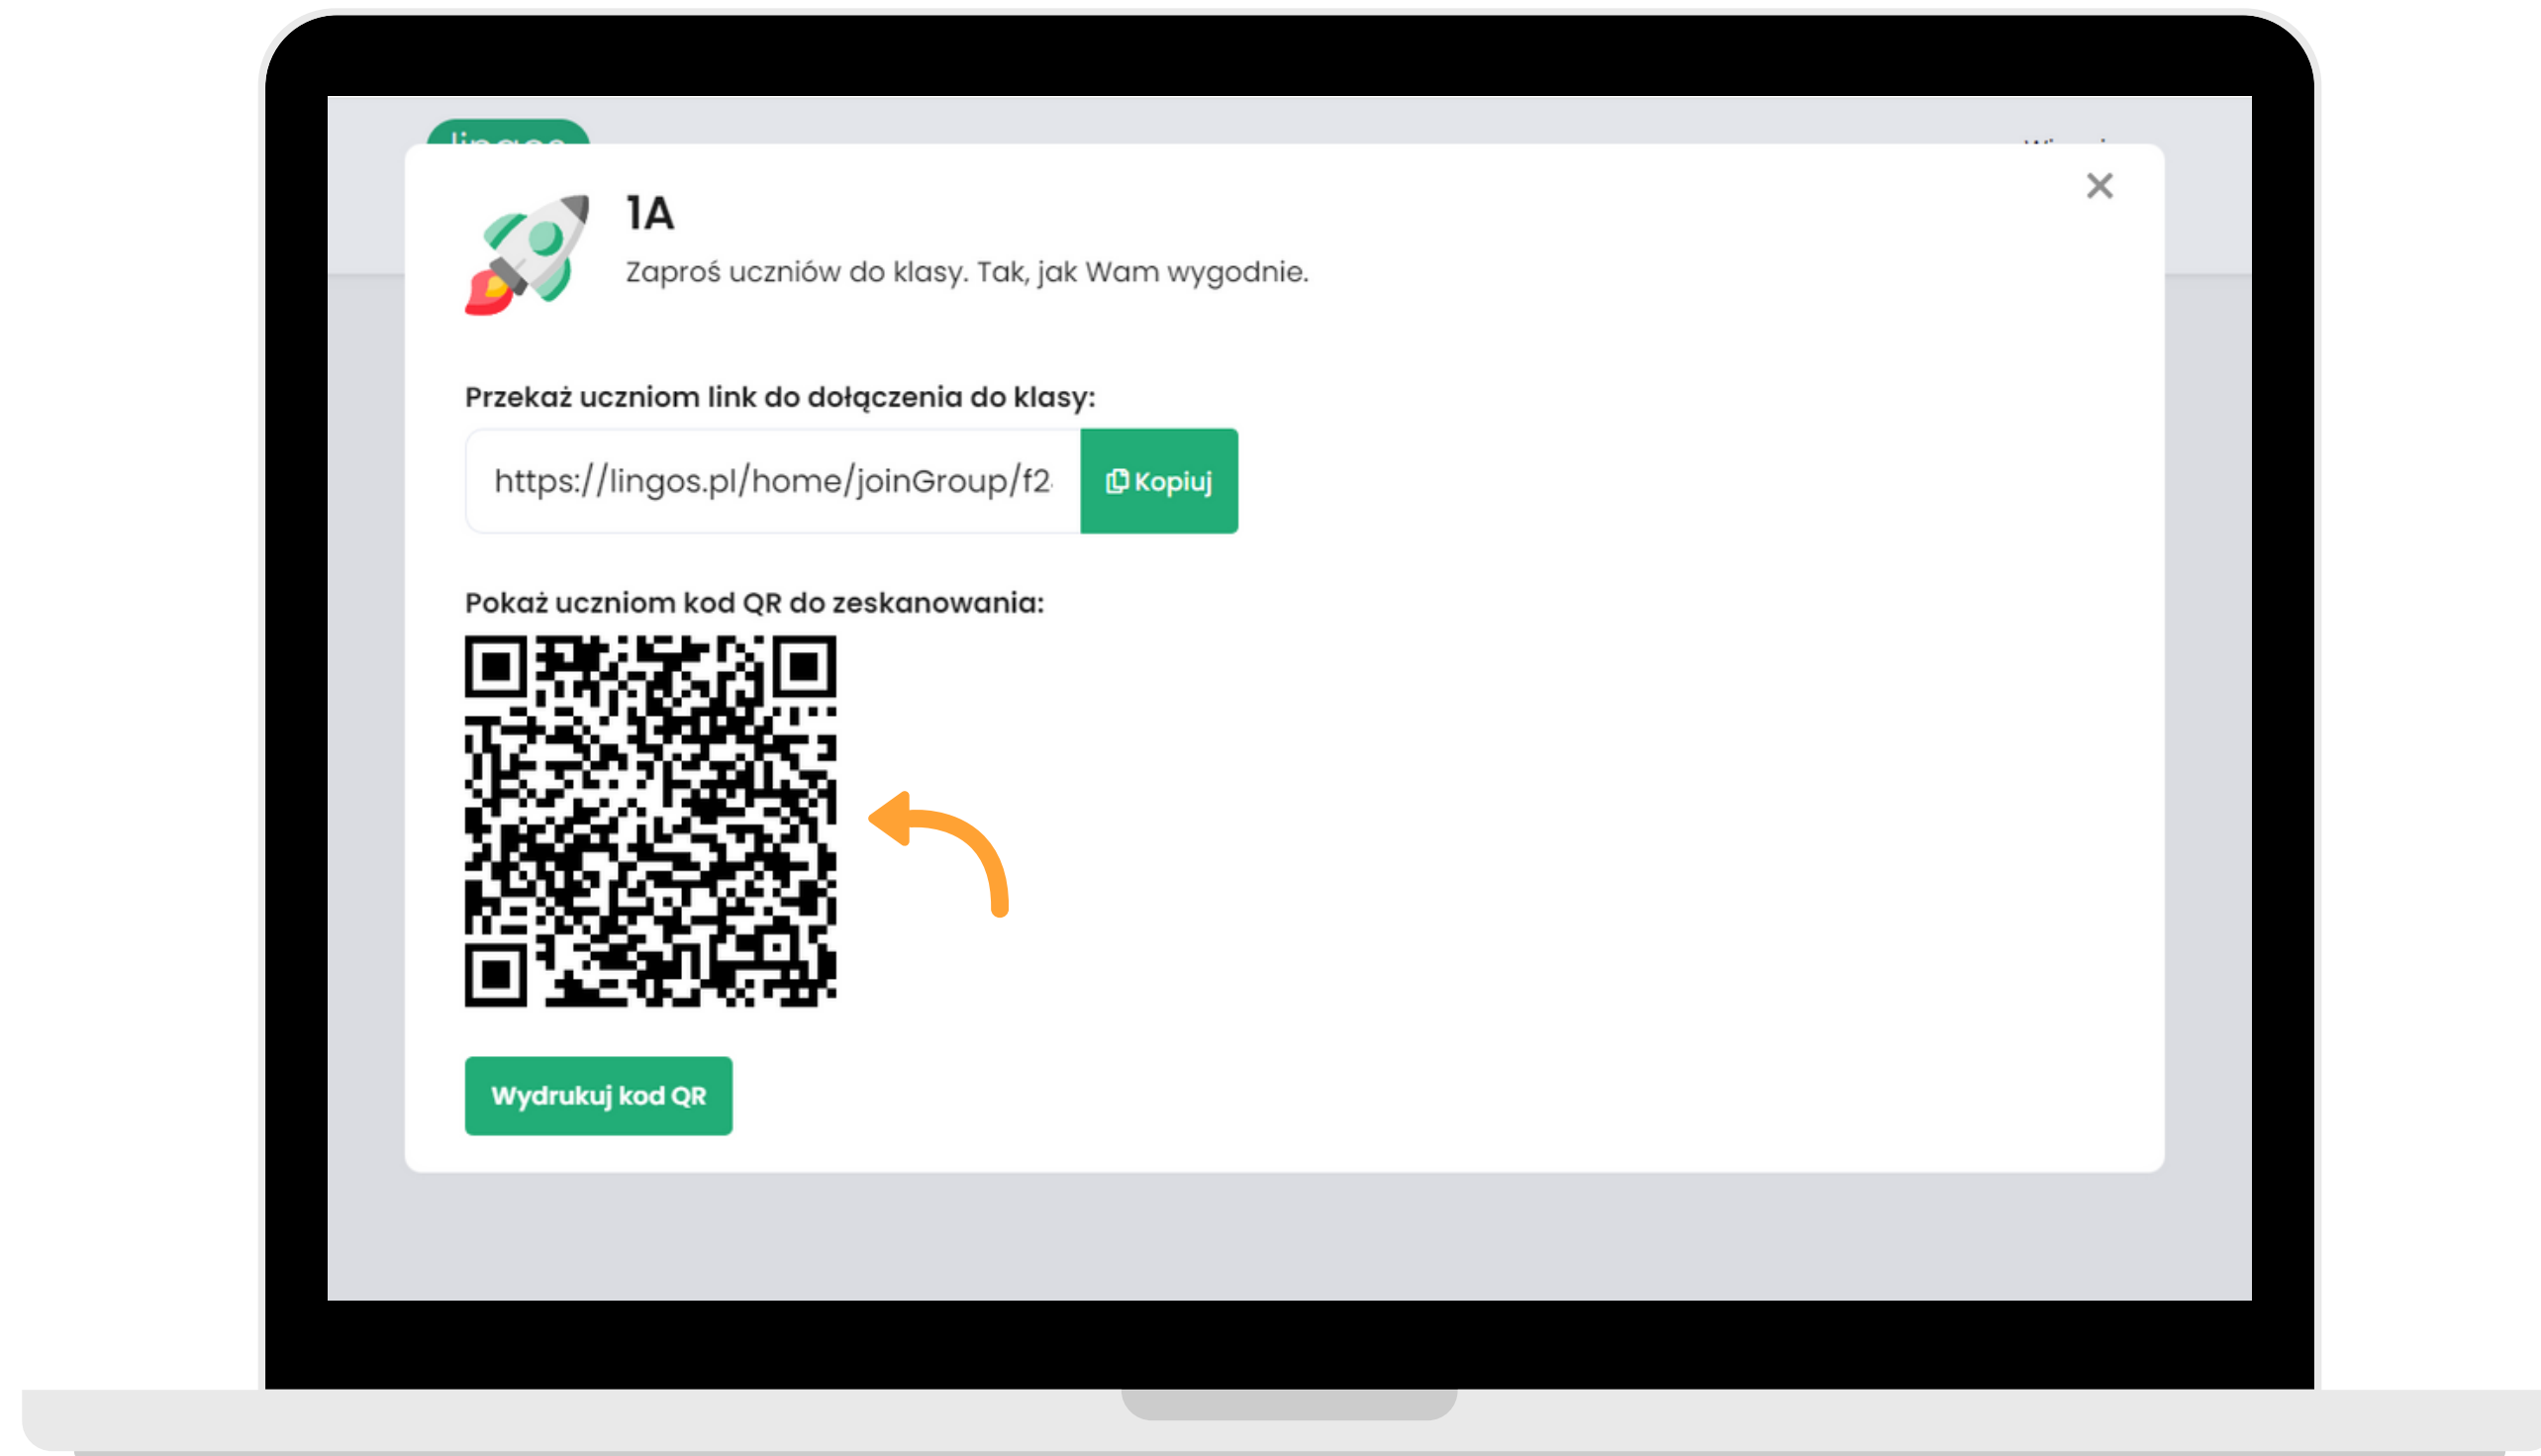 lingos
1A
Zaproś uczniów do klasy. Tak, jak Wam wygodnie.
Przekaż uczniom link do dołączenia do klasy:
https://lingos.pl/home/joinGroup/f2
Kopiuj
Pokaż uczniom kod QR do zeskanowania:
Wydrukuj kod QR